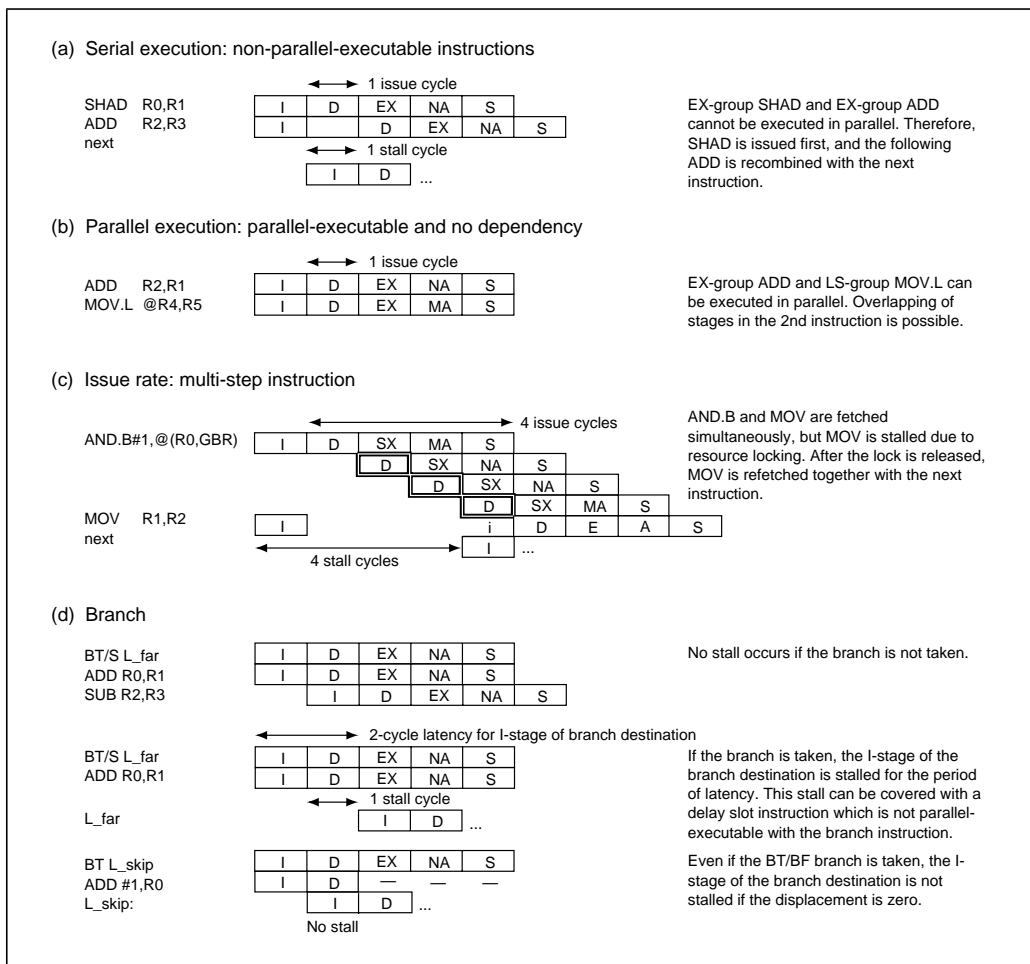 (a) Serial execution: non-parallel-executable instructions
1 issue cycle
SHAD R0,R1 I D EX NA S
ADD R2,R3 I D EX NA S
next
1 stall cycle
I D ...
EX-group SHAD and EX-group ADD
cannot be executed in parallel. Therefore,
SHAD is issued first, and the following
ADD is recombined with the next
instruction.
(b) Parallel execution: parallel-executable and no dependency
1 issue cycle
ADD R2,R1 I D EX NA S
MOV.L @R4,R5 I D EX MA S
EX-group ADD and LS-group MOV.L can
be executed in parallel. Overlapping of
stages in the 2nd instruction is possible.
(c) Issue rate: multi-step instruction
4 issue cycles
AND.B#1,@(R0,GBR) I D SX MA S
D SX NA S
D SX NA S
D SX MA S
MOV R1,R2 I i D E A S
next I ...
4 stall cycles
AND.B and MOV are fetched
simultaneously, but MOV is stalled due to
resource locking. After the lock is released,
MOV is refetched together with the next
instruction.
(d) Branch
BT/S L_far I D EX NA S
ADD R0,R1 I D EX NA S
SUB R2,R3 I D EX NA S
No stall occurs if the branch is not taken.
2-cycle latency for I-stage of branch destination
BT/S L_far I D EX NA S
ADD R0,R1 I D EX NA S
1 stall cycle
L_far I D ...
If the branch is taken, the I-stage of the
branch destination is stalled for the period
of latency. This stall can be covered with a
delay slot instruction which is not parallel-
executable with the branch instruction.
BT L_skip I D EX NA S
ADD #1,R0 I D — — —
L_skip: I D ...
No stall
Even if the BT/BF branch is taken, the I-
stage of the branch destination is not
stalled if the displacement is zero.